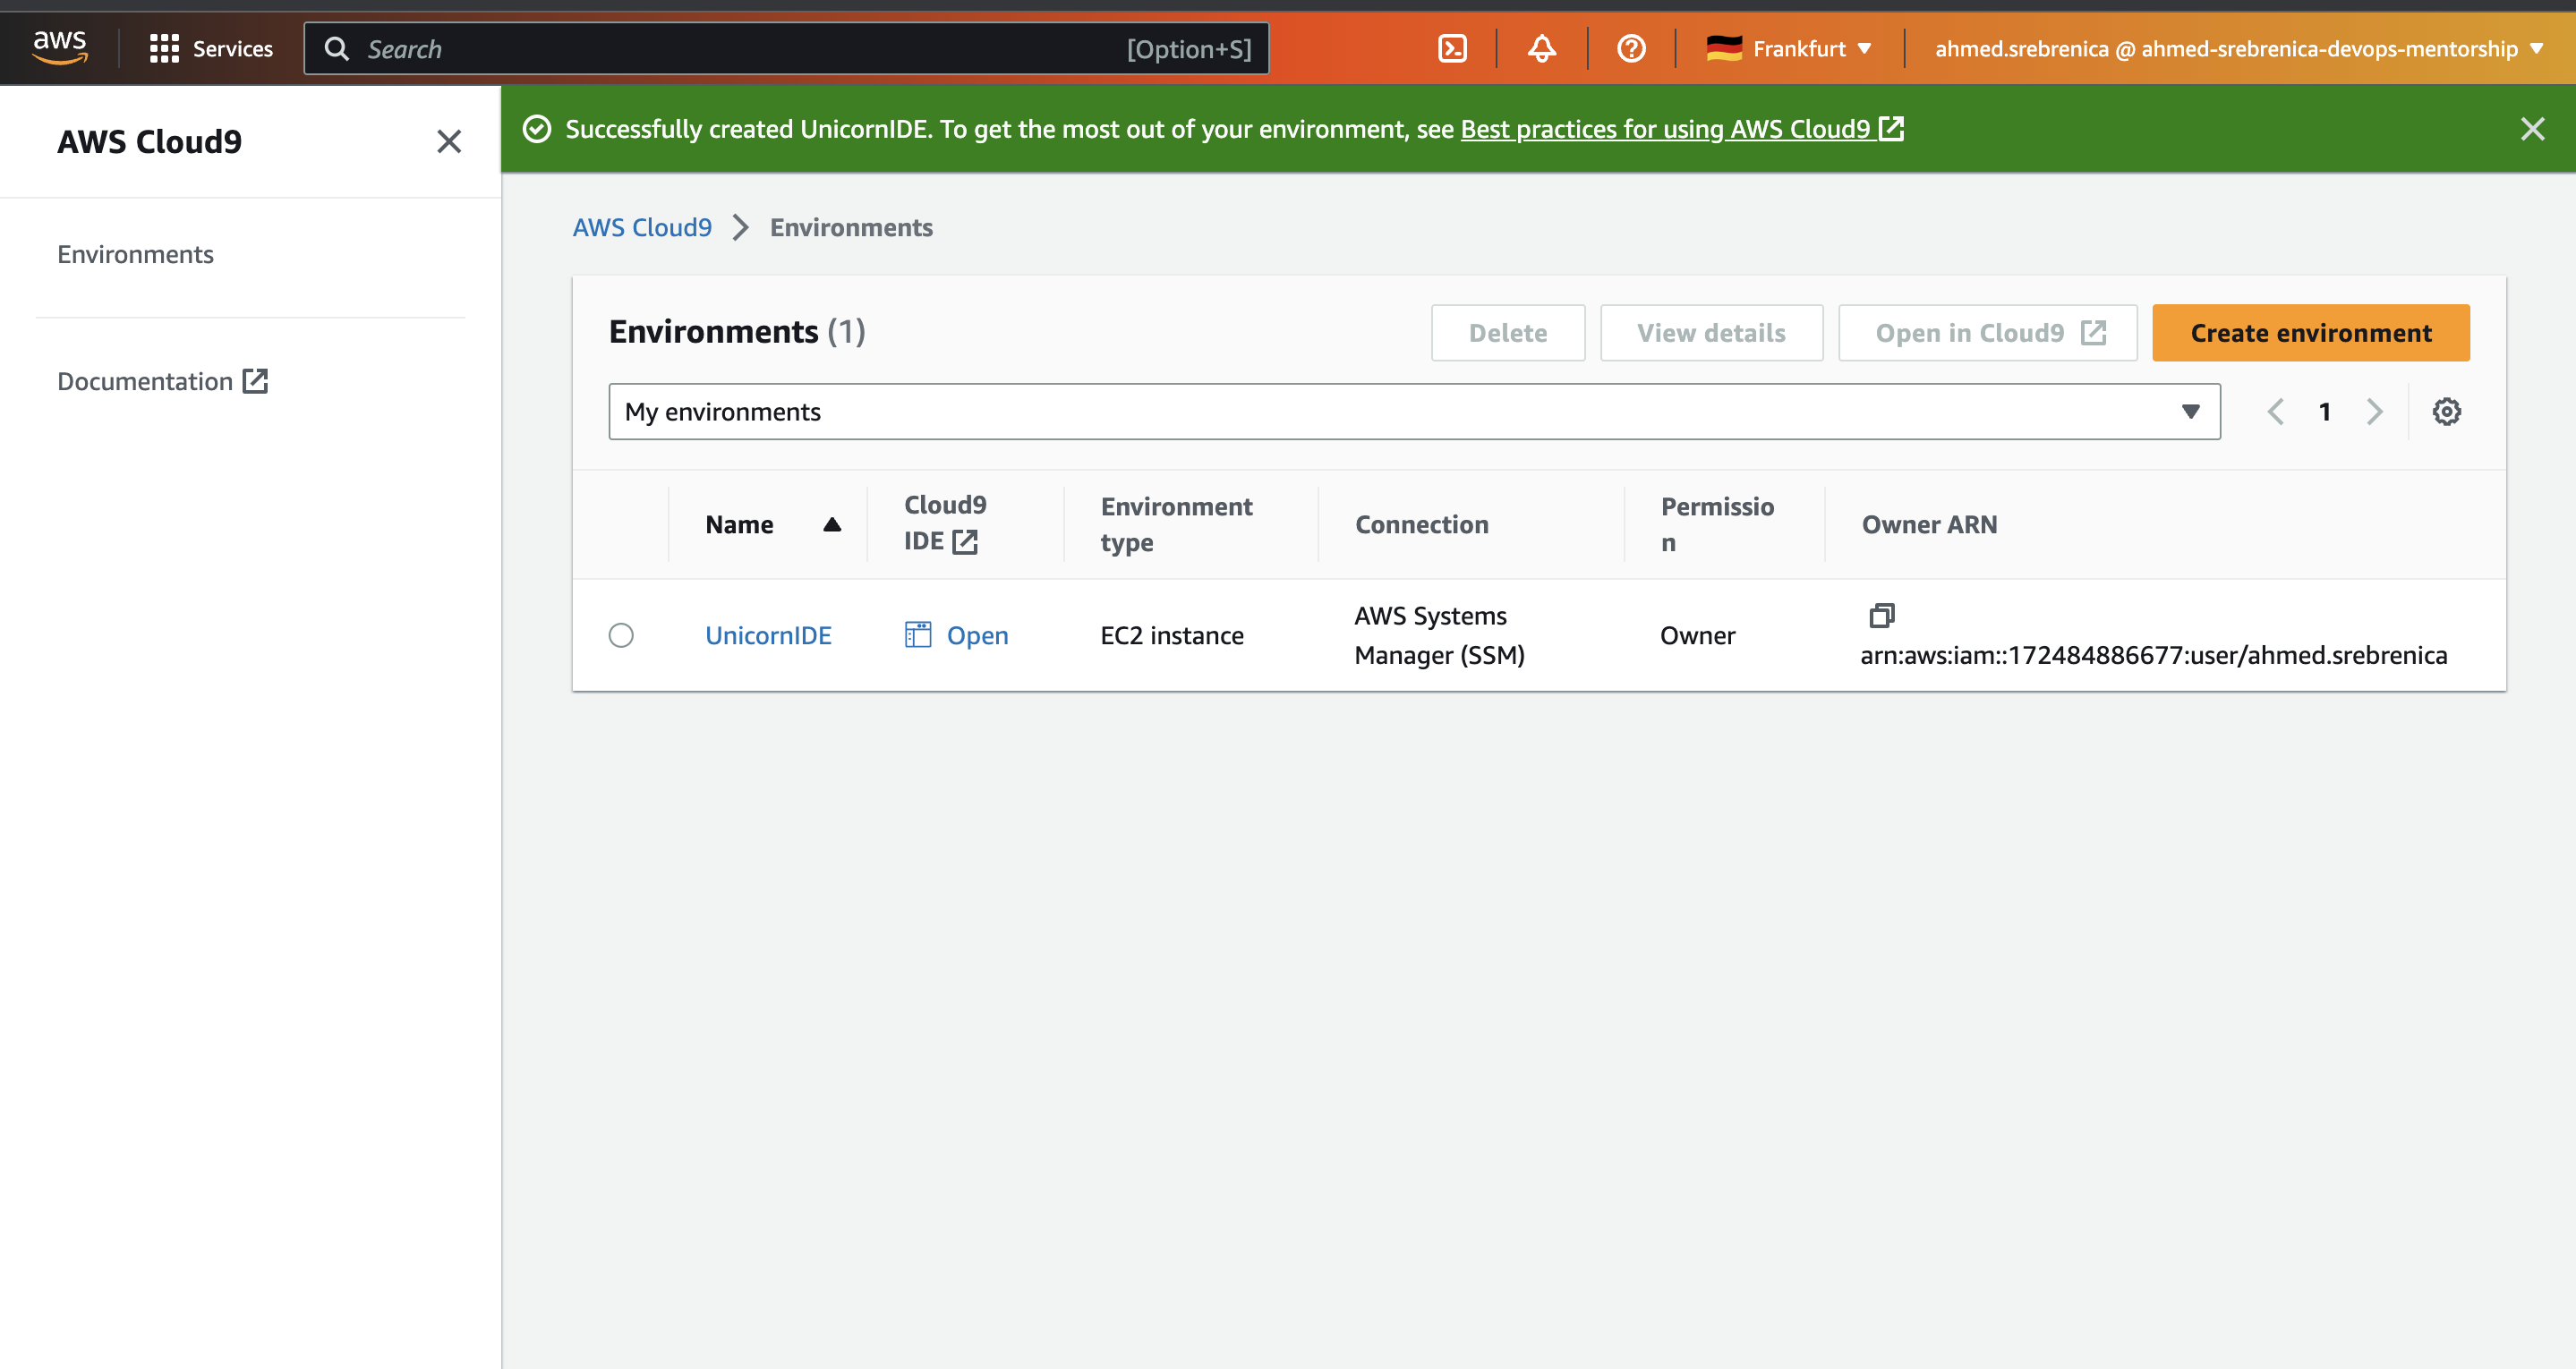 aws
Services
Search
[Option+S]
Frankfurt
ahmed.srebrenica @ ahmed-srebrenica-devops-mentorship
AWS Cloud9
Environments
Documentation
Successfully created UnicornIDE. To get the most out of your environment, see Best practices for using AWS Cloud9
AWS Cloud9
Environments
Environments (1)
Delete
View details
Open in Cloud9
Create environment
My environments
1
Name
Cloud9
IDE
Environment
type
Connection
Permissio
n
Owner ARN
UnicornIDE
Open
EC2 instance
AWS Systems
Manager (SSM)
Owner
arn:aws:iam::172484886677:user/ahmed.srebrenica